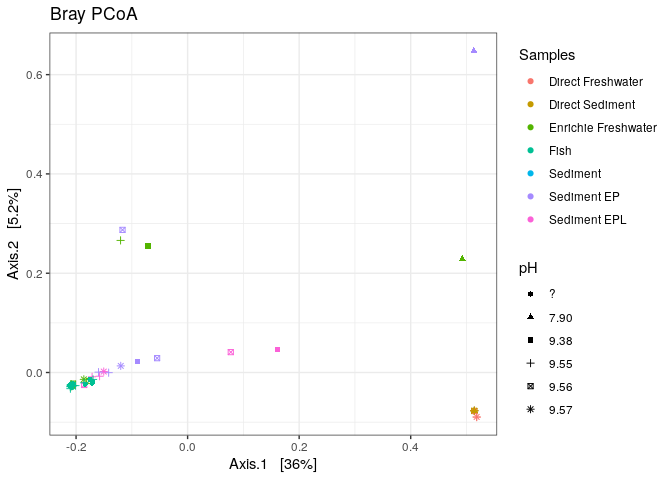 Bray PCoA
Axis.2 [5.2%]
0.6
0.4
0.2
0.0
-0.2
0.0
0.2
0.4
Axis.1 [36%]
Samples
Direct Freshwater
Direct Sediment
Enrichie Freshwater
Fish
Sediment
Sediment EP
Sediment EPL
pH
?
7.90
9.38
9.55
9.56
9.57